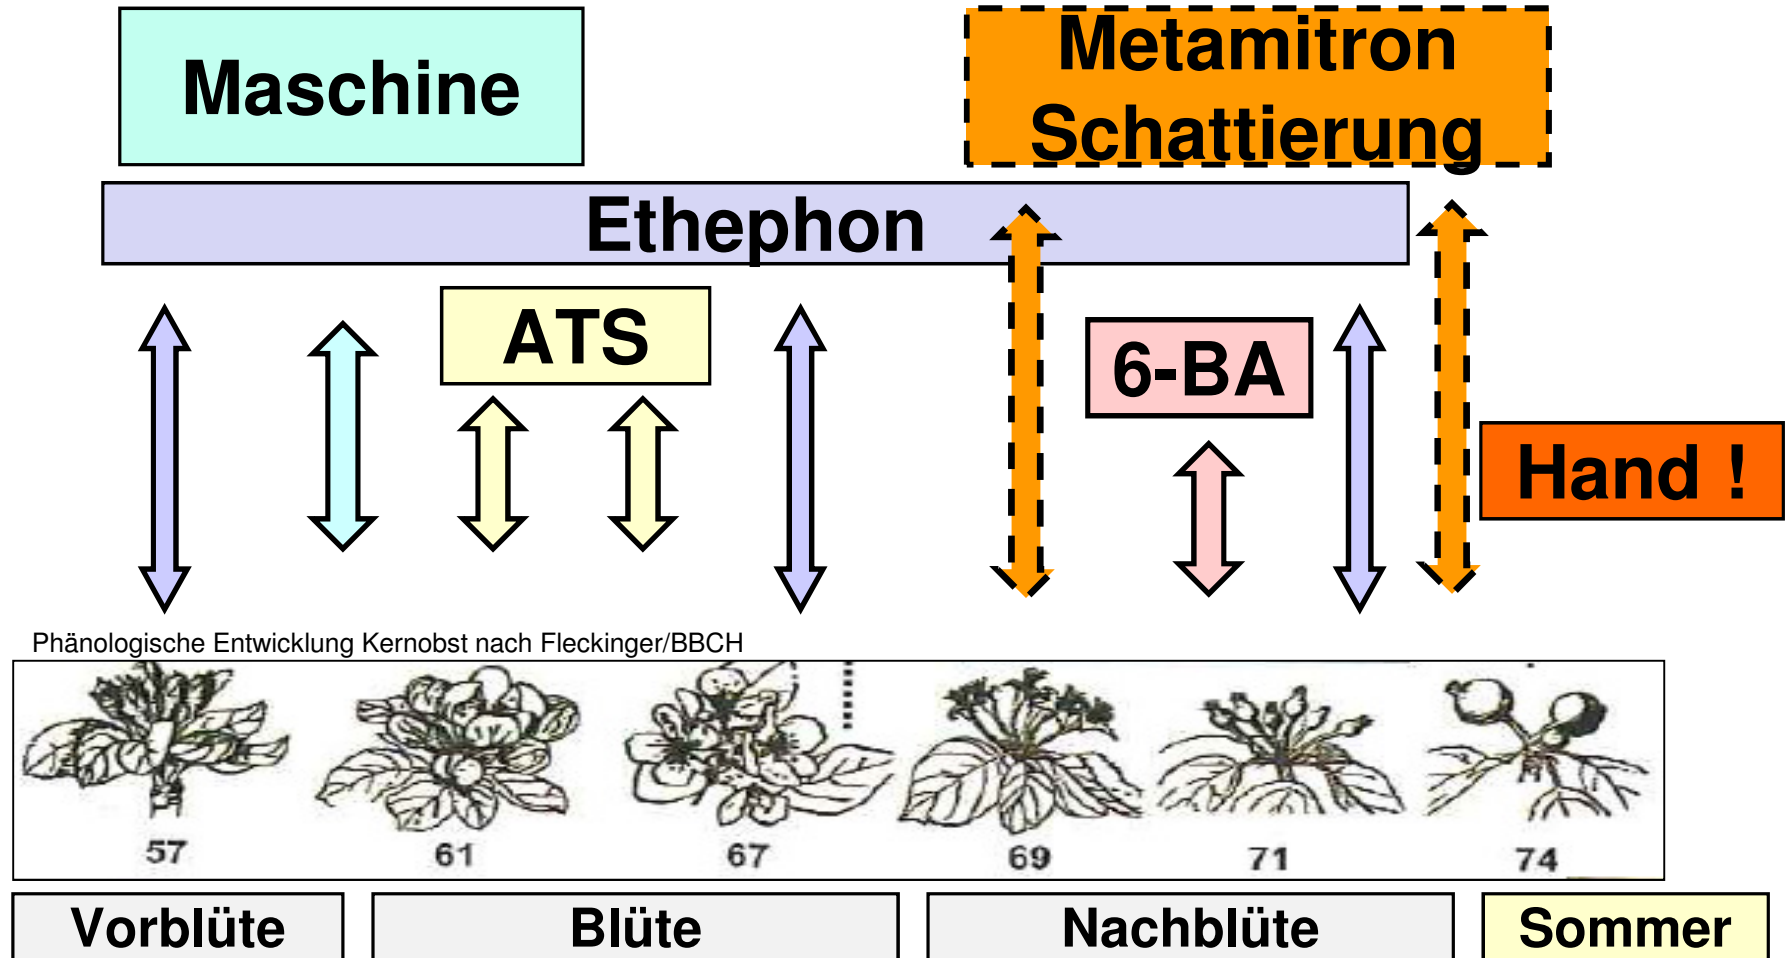 Maschine
Metamitron
Schattierung
Ethephon
ATS
6-BA
Hand !
Phänologische Entwicklung Kernobst nach Fleckinger/BBCH
57
61
67
69
71
74
Vorblüte
Blüte
Nachblüte
Sommer